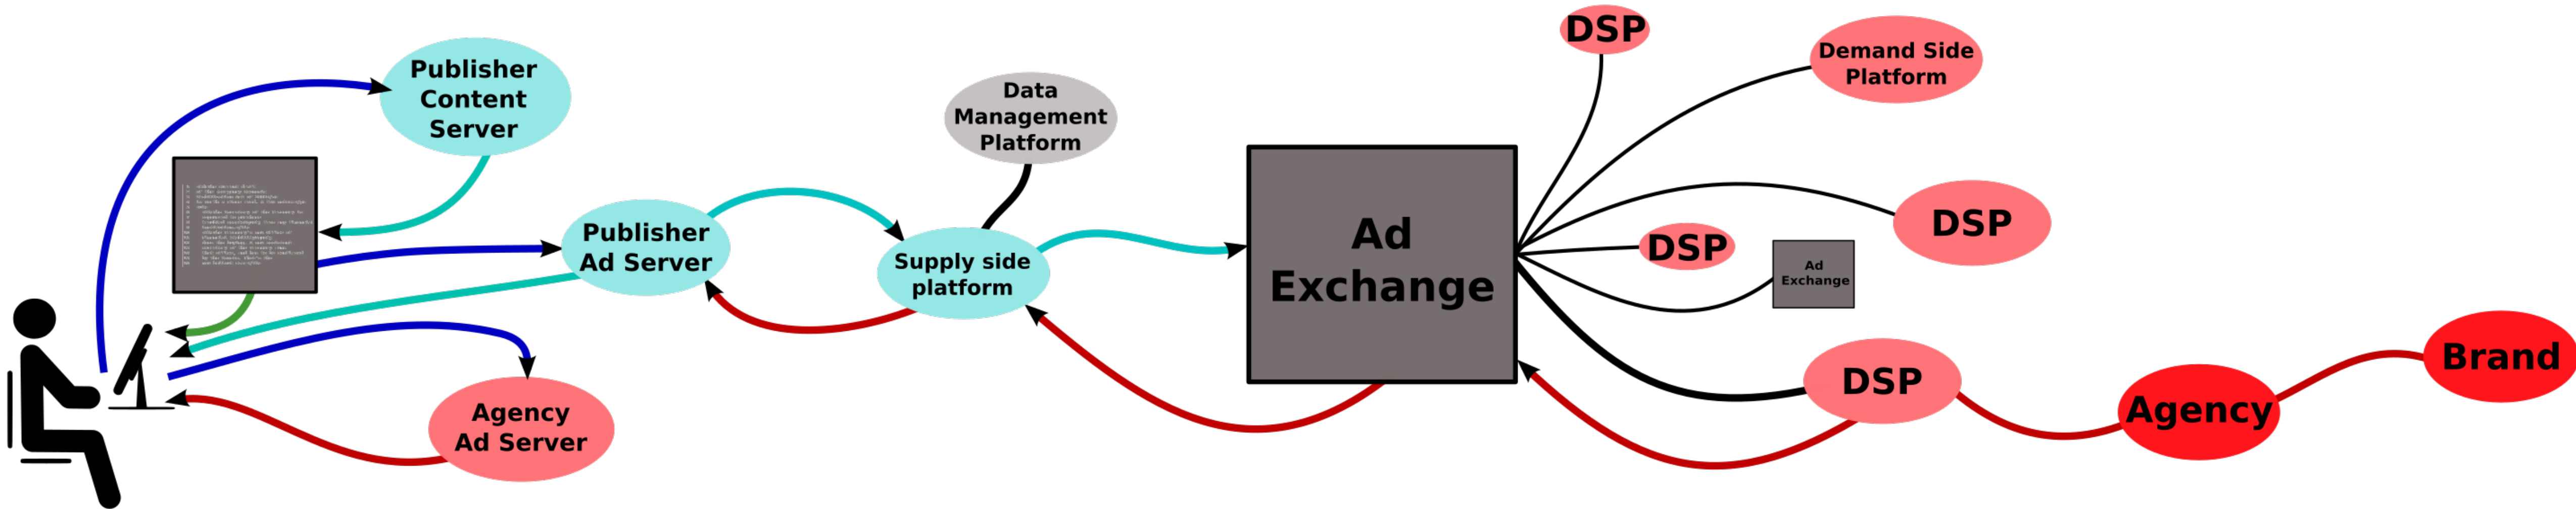 Publisher
Content
Server
Publisher
Ad Server
Agency
Ad Server
Data
Management
Platform
Supply side
platform
Ad
Exchange
DSP
Demand Side
Platform
DSP
DSP
Ad
Exchange
DSP
Agency
Brand